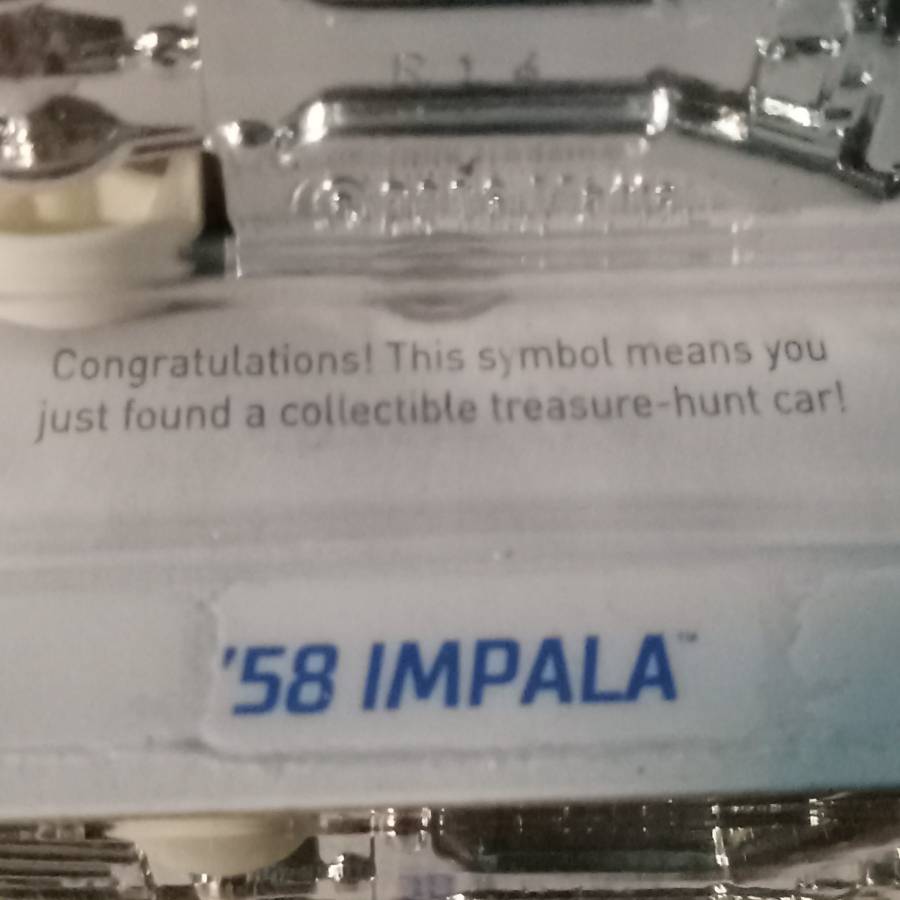 Congratulations! This symbol means you
just found a collectible treasure-hunt car!
'58 IMPALA™